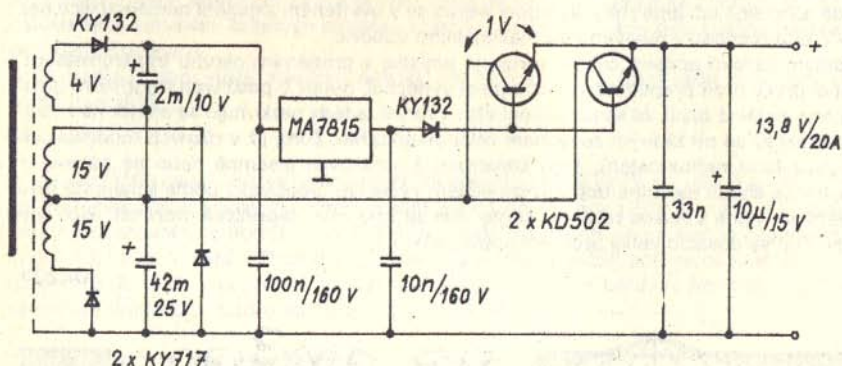 KY132
1V
4 V
+
2m/10 V
MA7815
KY132
+
13,8 V/20A
15 V
15 V
2 x KD502
+
33n
+
10µ/15 V
42m
25 V
100n/160 V
10n/160 V
2 x KY717